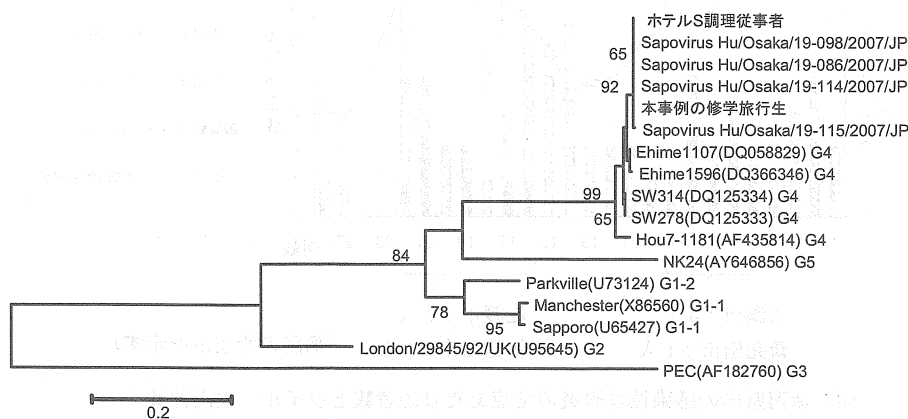 ホテルS調理従事者
Sapovirus Hu/Osaka/19-098/2007/JP
65
Sapovirus Hu/Osaka/19-086/2007/JP
92
Sapovirus Hu/Osaka/19-114/2007/JP
本事例の修学旅行生
Sapovirus Hu/Osaka/19-115/2007/JP
Ehime1107(DQ058829) G4
Ehime1596(DQ366346) G4
99
SW314(DQ125334) G4
65
SW278(DQ125333) G4
Hou7-1181(AF435814) G4
84
NK24(AY646856) G5
Parkville(U73124) G1-2
78
Manchester(X86560) G1-1
95
Sapporo(U65427) G1-1
London/29845/92/UK(U95645) G2
PEC(AF182760) G3
0.2